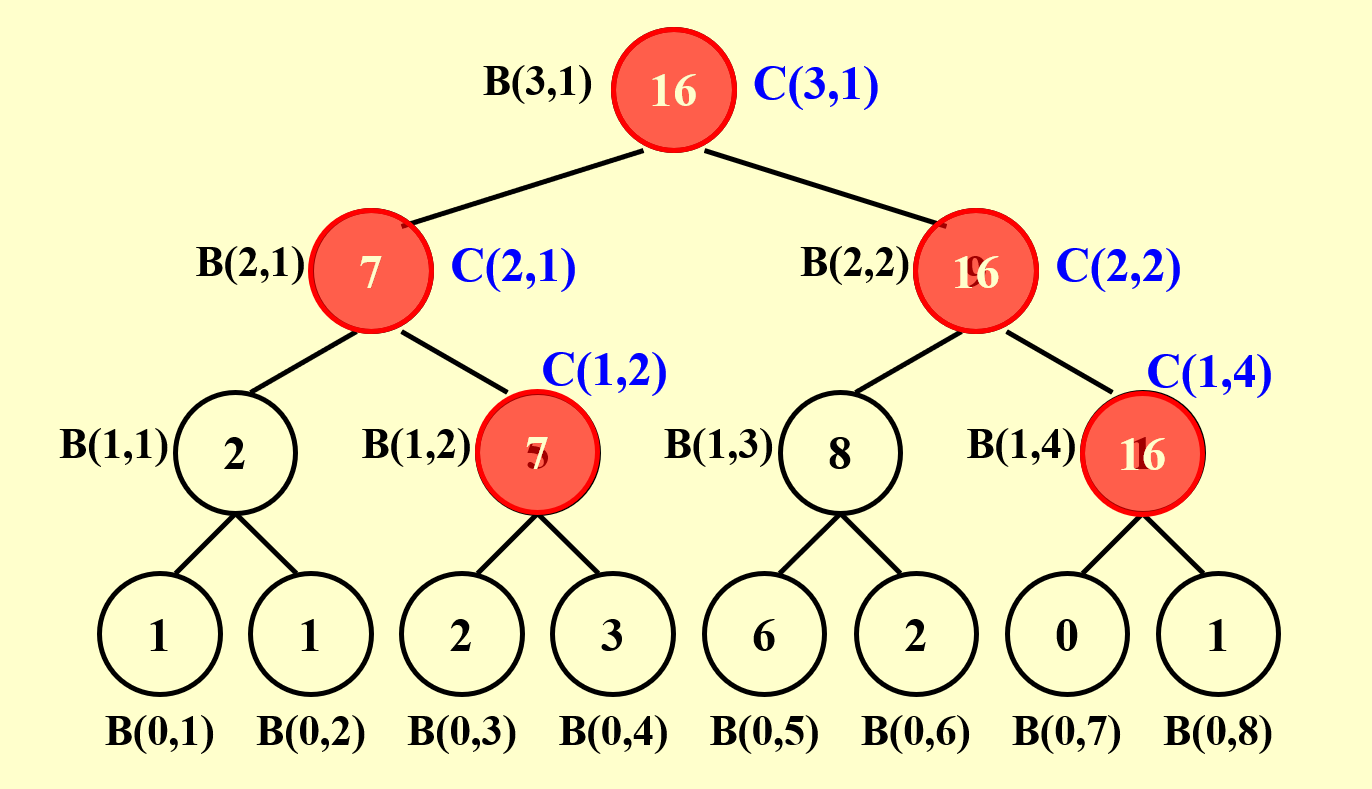 B(3,1) 16 C(3,1)
B(2,1) 7 C(2,1) B(2,2) 16 C(2,2)
C(1,2) C(1,4)
B(1,1) 2 B(1,2) 7 B(1,3) 8 B(1,4) 16
1 1 2 3 6 2 0 1
B(0,1) B(0,2) B(0,3) B(0,4) B(0,5) B(0,6) B(0,7) B(0,8)